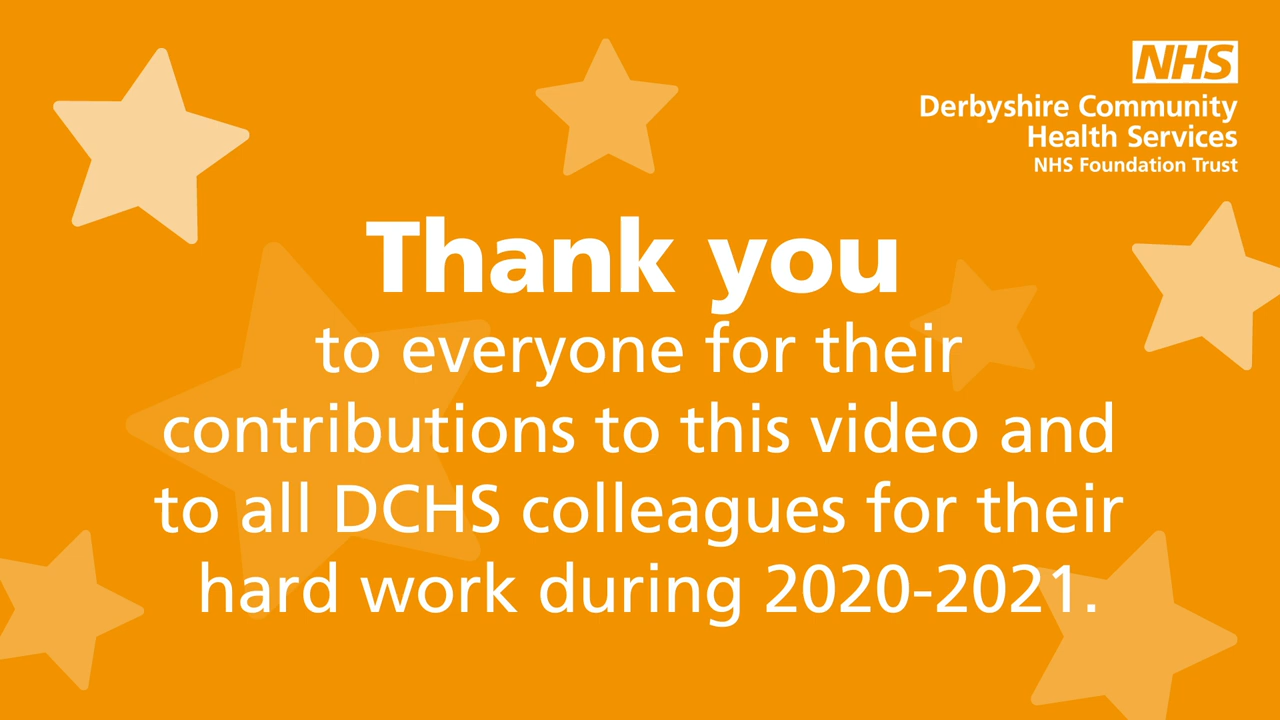 NHS
Derbyshire Community
Health Services
NHS Foundation Trust
Thank you
to everyone for their
contributions to this video and
to all DCHS colleagues for their
hard work during 2020-2021.